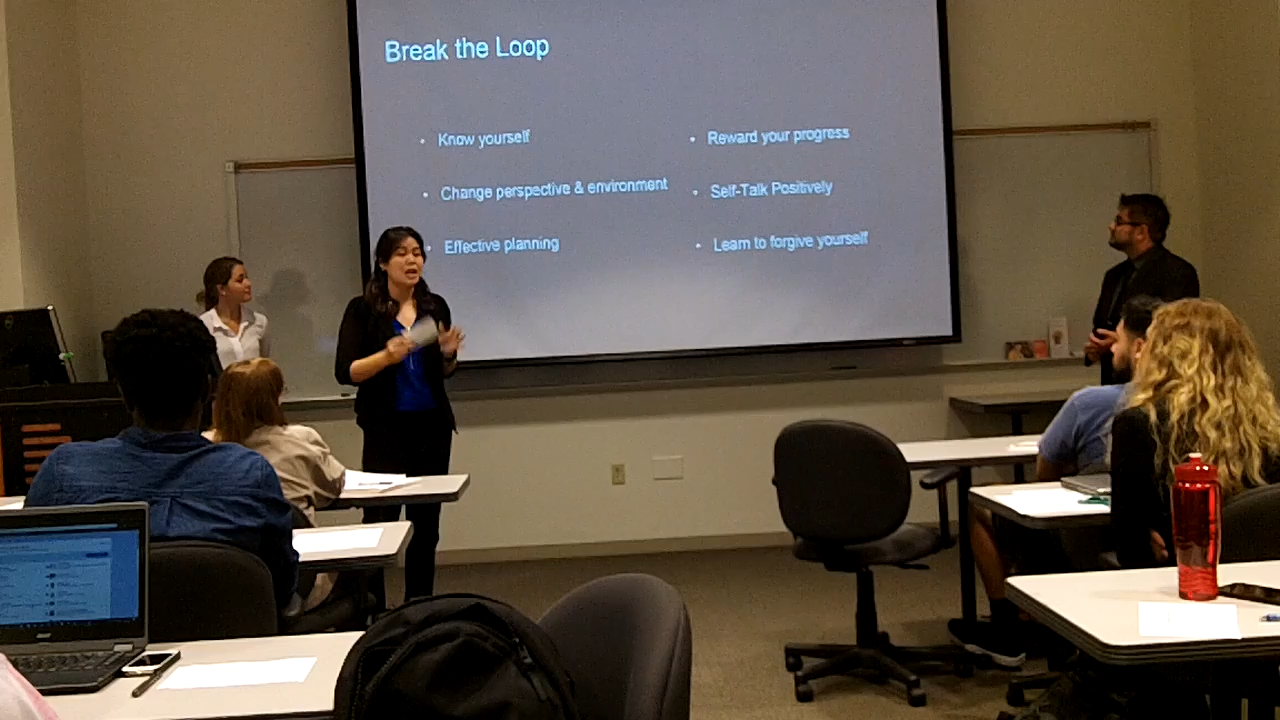 Break the Loop
• Know yourself
• Change perspective & environment
• Effective planning
• Reward your progress
• Self-Talk Positively
• Learn to forgive yourself